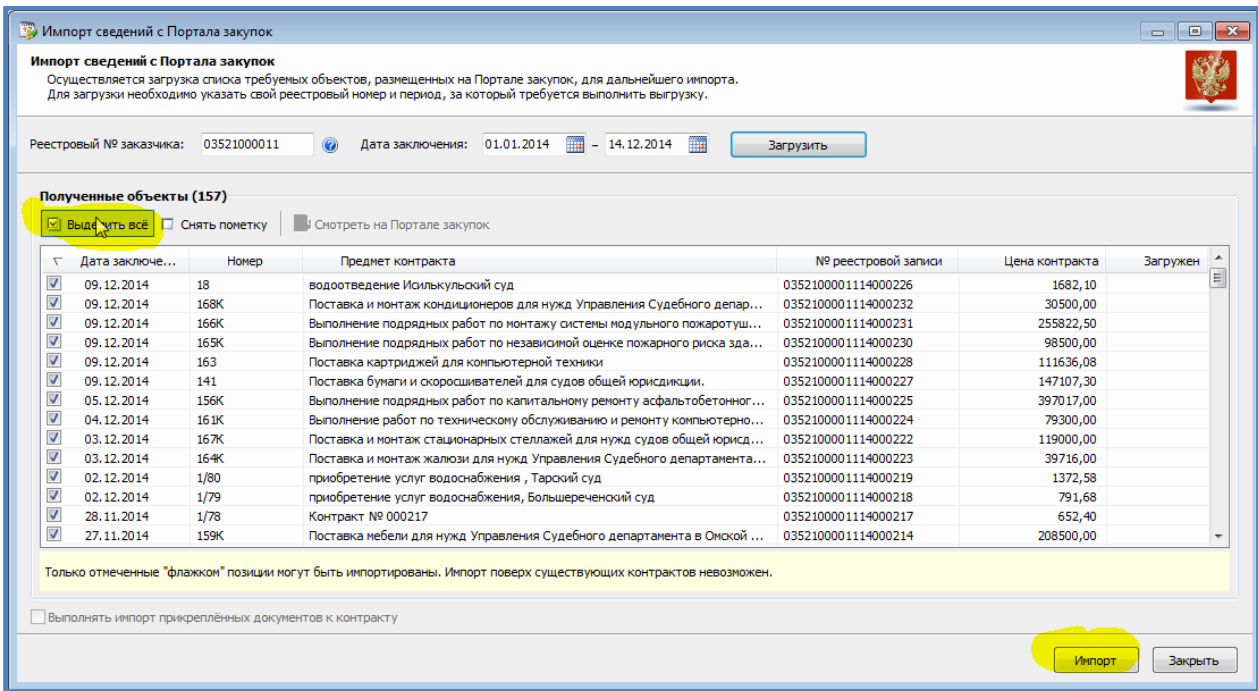 Импорт сведений с Портала закупок
Импорт сведений с Портала закупок
Осуществляется загрузка списка требуемых объектов, размещенных на Портале закупок, для дальнейшего импорта.
Для загрузки необходимо указать свой реестровый номер и период, за который требуется выполнить выгрузку.
Реестровый № заказчика: 03521000011 Дата заключения: 01.01.2014 – 14.12.2014 Загрузить
Полученные объекты (157)
Выделить всё Снять пометку Смотреть на Портале закупок
Дата заключе... Номер Предмет контракта № реестровой записи Цена контракта Загружен
09.12.2014 18 водоотведение Исилькульский суд 0352100001114000226 1682,10
09.12.2014 168К Поставка и монтаж кондиционеров для нужд Управления Судебного депар... 0352100001114000232 30500,00
09.12.2014 166К Выполнение подрядных работ по монтажу системы модульного пожаротуш... 0352100001114000231 255822,50
09.12.2014 165К Выполнение подрядных работ по независимой оценке пожарного риска зда... 0352100001114000230 98500,00
09.12.2014 163 Поставка картриджей для компьютерной техники 0352100001114000228 111636,08
09.12.2014 141 Поставка бумаги и скоросшивателей для судов общей юрисдикции. 0352100001114000227 147107,30
05.12.2014 156К Выполнение подрядных работ по капитальному ремонту асфальтобетонног... 0352100001114000225 397017,00
04.12.2014 161К Выполнение работ по техническому обслуживанию и ремонту компьютерно... 0352100001114000224 79300,00
03.12.2014 167К Поставка и монтаж стационарных стеллажей для нужд судов общей юрисд... 0352100001114000222 119000,00
03.12.2014 164К Поставка и монтаж жалюзи для нужд Управления Судебного департамента... 0352100001114000223 39716,00
02.12.2014 1/80 приобретение услуг водоснабжения , Тарский суд 0352100001114000219 1372,58
02.12.2014 1/79 приобретение услуг водоснабжения, Большереченский суд 0352100001114000218 791,68
28.11.2014 1/78 Контракт № 000217 0352100001114000217 652,40
27.11.2014 159К Поставка мебели для нужд Управления Судебного департамента в Омской ... 0352100001114000214 208500,00
Только отмеченные "флажком" позиции могут быть импортированы. Импорт поверх существующих контрактов невозможен.
Выполнять импорт прикреплённых документов к контракту
Импорт Закрыть